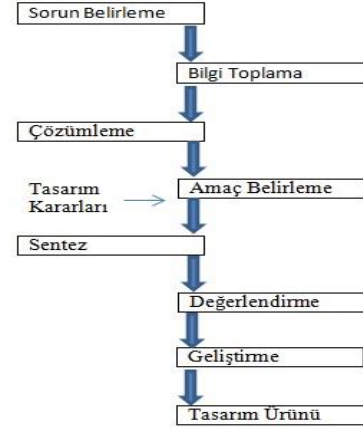 Sorun Belirleme
Bilgi Toplama
Çözümleme
Amaç Belirleme
Tasarım
Kararları
Sentez
Değerlendirme
Geliştirme
Tasarım Ürünü